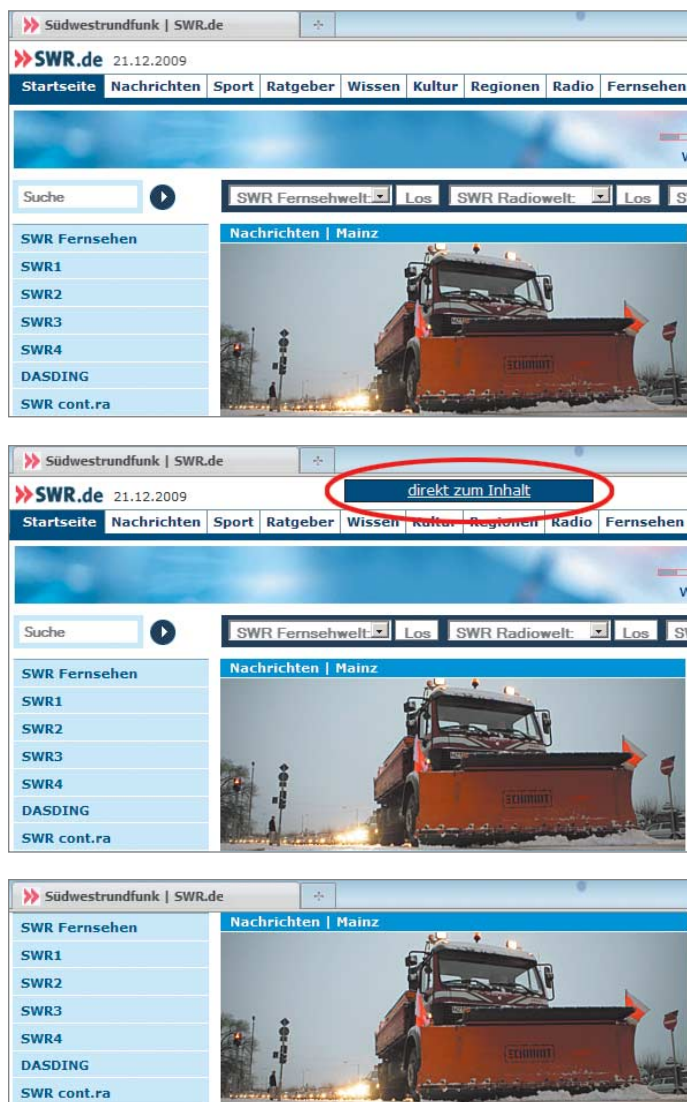 Südwestrundfunk | SWR.de
SWR.de 21.12.2009
Startseite Nachrichten Sport Ratgeber Wissen Kultur Regionen Radio Fernsehen
Suche SWR Fernsehwelt: Los SWR Radiowelt: Los
Nachrichten | Mainz
SWR Fernsehen
SWR1
SWR2
SWR3
SWR4
DASDING
SWR cont.ra
SCHMIDT
Südwestrundfunk | SWR.de
direkt zum Inhalt
SWR.de 21.12.2009
Startseite Nachrichten Sport Ratgeber Wissen Kultur Regionen Radio Fernsehen
Suche SWR Fernsehwelt: Los SWR Radiowelt: Los
Nachrichten | Mainz
SWR Fernsehen
SWR1
SWR2
SWR3
SWR4
DASDING
SWR cont.ra
SCHMIDT
Südwestrundfunk | SWR.de
Nachrichten | Mainz
SWR Fernsehen
SWR1
SWR2
SWR3
SWR4
DASDING
SWR cont.ra
SCHMIDT